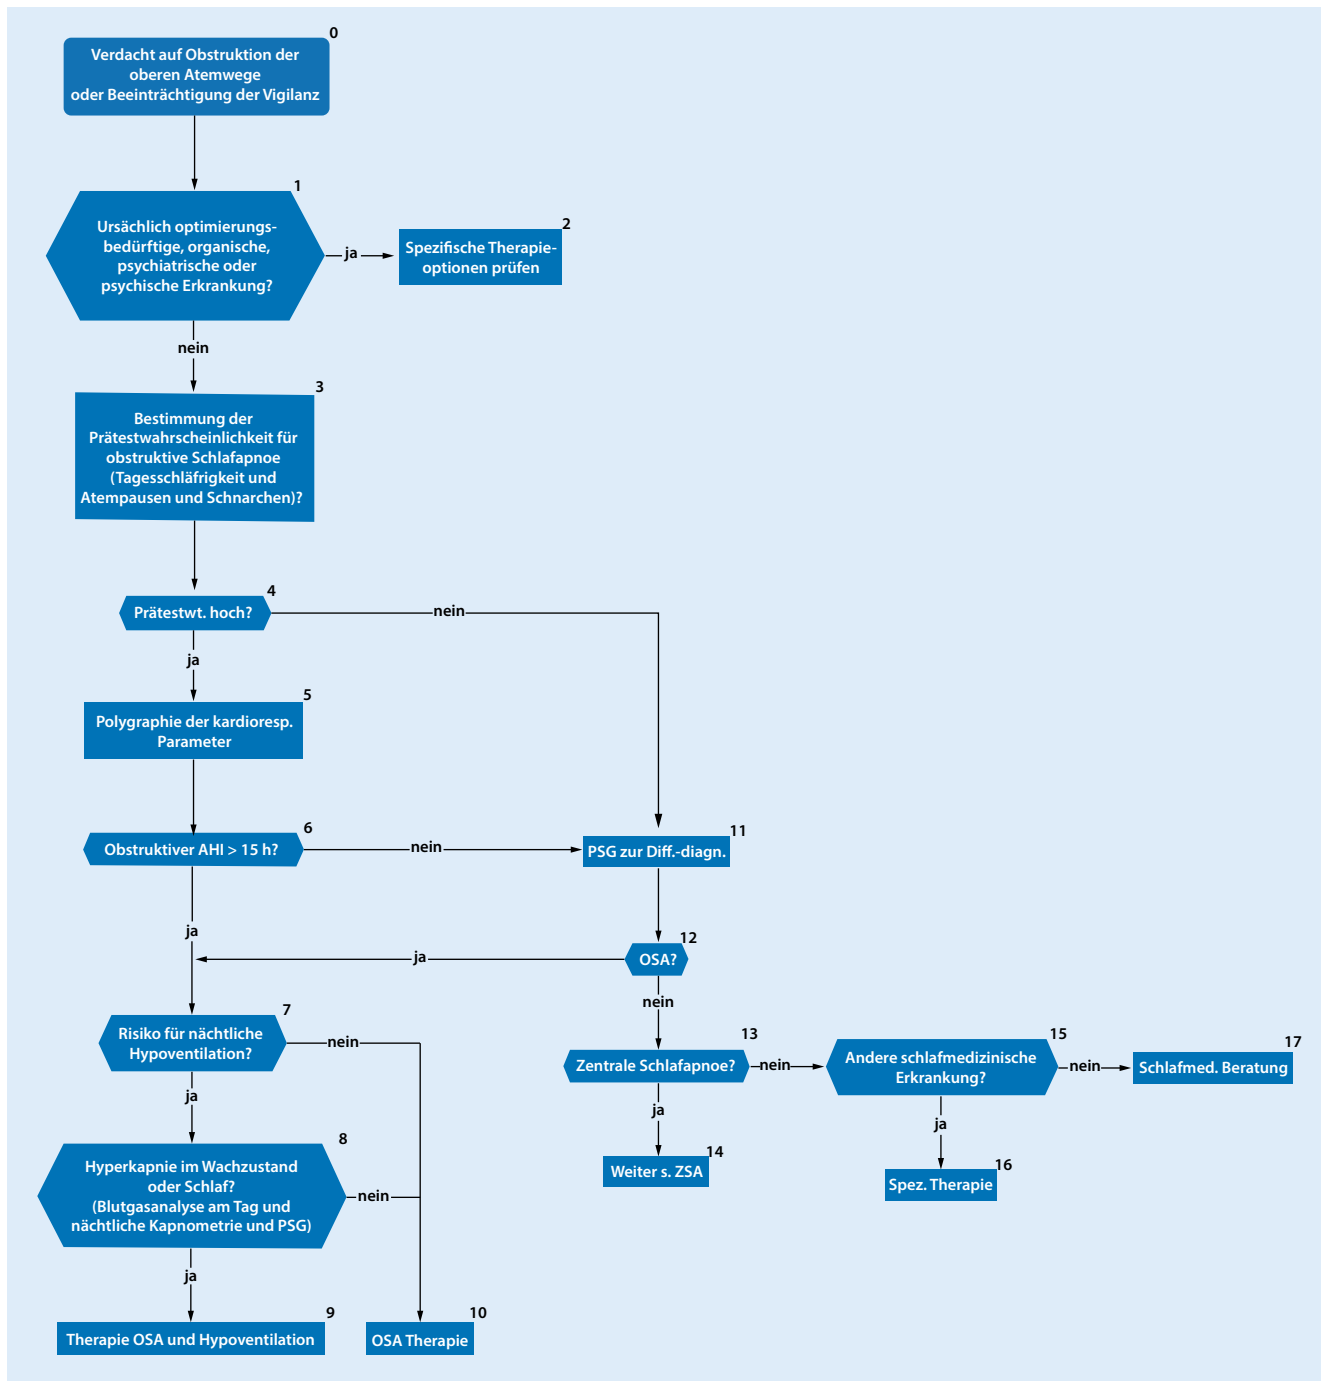 0
Verdacht auf Obstruktion der
oberen Atemwege
oder Beeinträchtigung der Vigilanz
1
Ursächlich optimierungs-
bedürftige, organische,
psychiatrische oder
psychische Erkrankung?
ja
2
Spezifische Therapie-
optionen prüfen
nein
3
Bestimmung der
Prätestwahrscheinlichkeit für
obstruktive Schlafapnoe
(Tagesschläfrigkeit und
Atempausen und Schnarchen)?
4
Prätestwt. hoch?
nein
ja
5
Polygraphie der kardioresp.
Parameter
6
Obstruktiver AHI > 15 h?
nein
11
PSG zur Diff.-diagn.
ja
12
OSA?
ja
nein
7
Risiko für nächtliche
Hypoventilation?
nein
13
Zentrale Schlafapnoe?
nein
15
Andere schlafmedizinische
Erkrankung?
nein
17
Schlafmed. Beratung
ja
ja
ja
14
Weiter s. ZSA
16
Spez. Therapie
8
Hyperkapnie im Wachzustand
oder Schlaf?
(Blutgasanalyse am Tag und
nächtliche Kapnometrie und PSG)
nein
ja
9
Therapie OSA und Hypoventilation
10
OSA Therapie